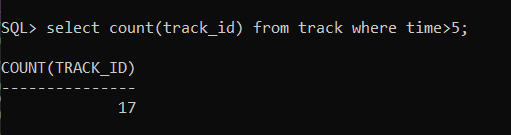 SQL> select count(track_id) from track where time>5;
COUNT(TRACK_ID)
---------------
17